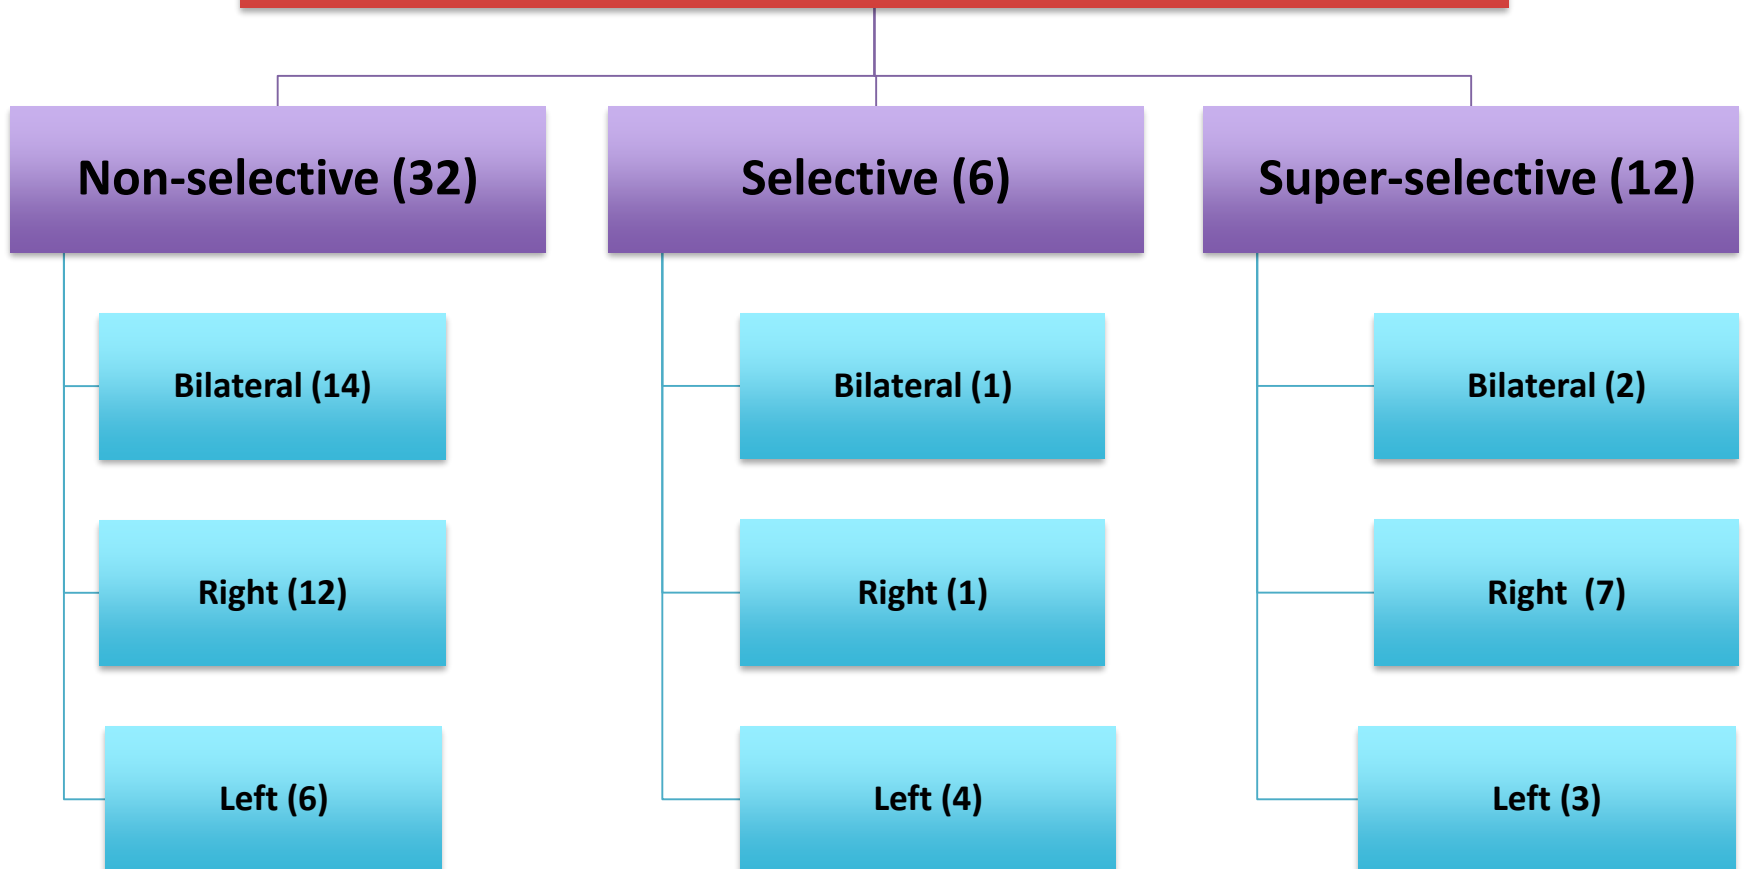 Non-selective (32)
Selective (6)
Super-selective (12)
Bilateral (14)
Bilateral (1)
Bilateral (2)
Right (12)
Right (1)
Right  (7)
Left (6)
Left (4)
Left (3)